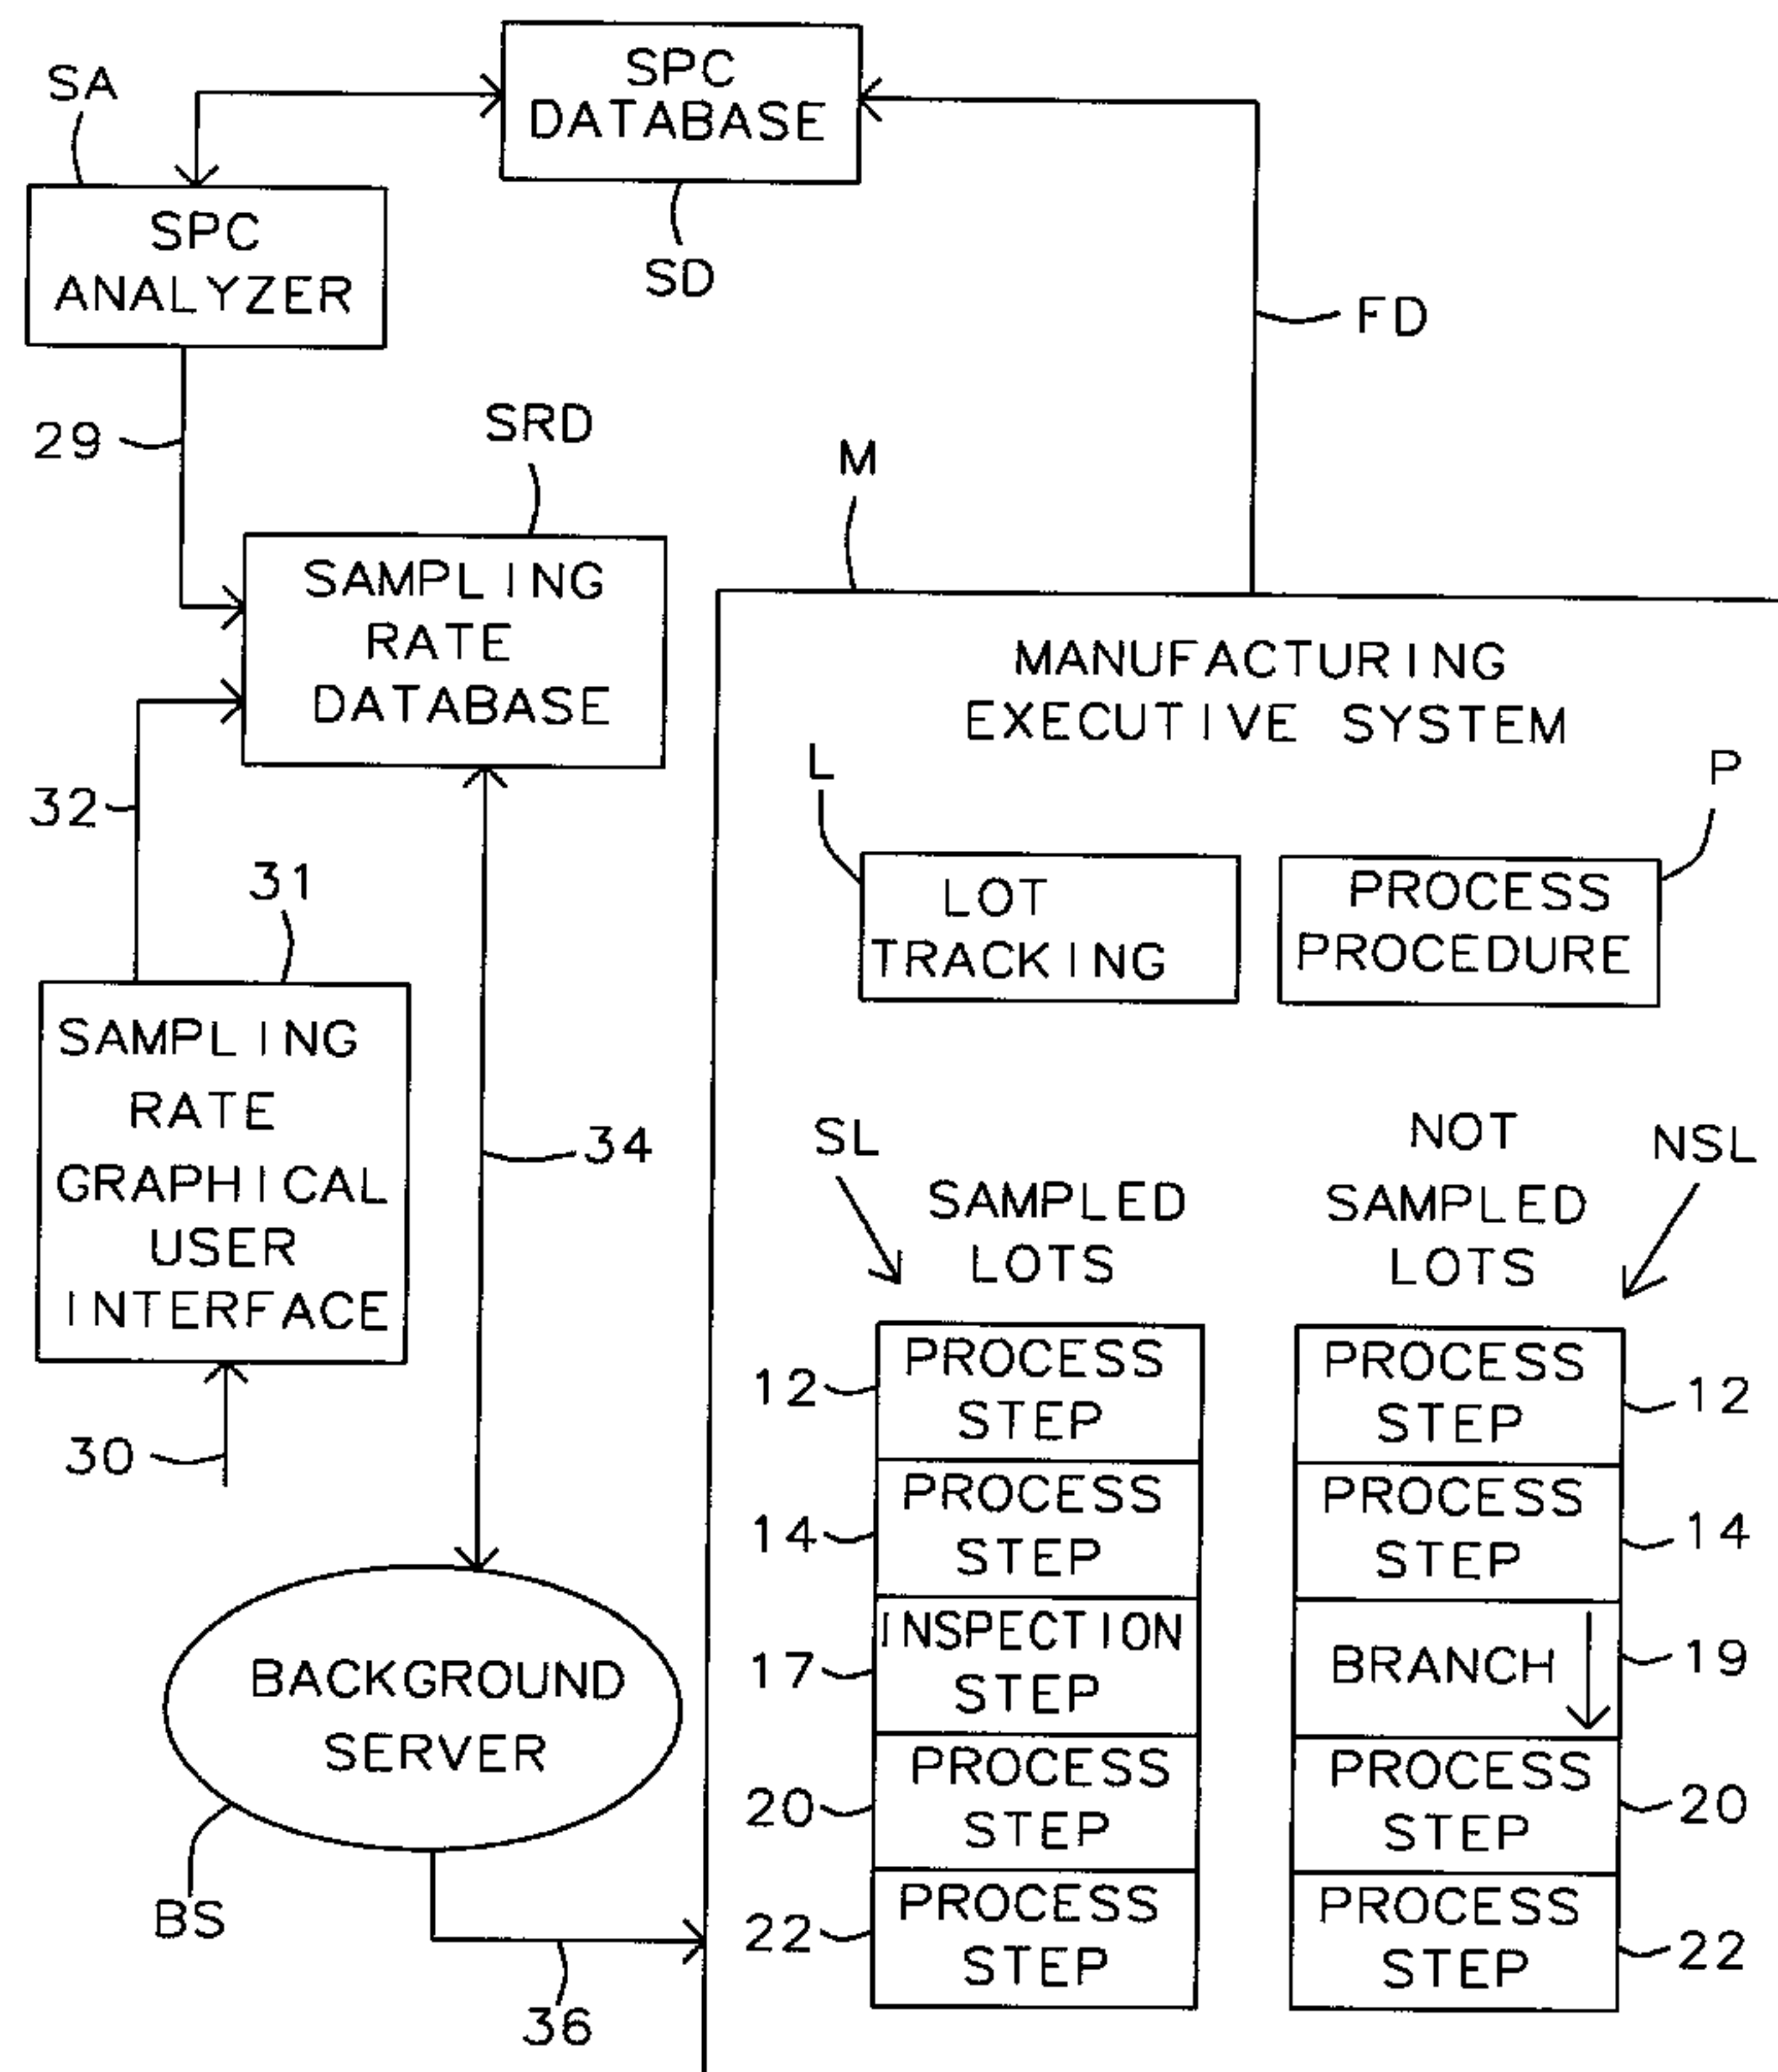 SPC
DATABASE
SA
SPC
ANALYZER
SD
FD
29
SRD
M
SAMPLING
RATE
DATABASE
MANUFACTURING
EXECUTIVE SYSTEM
32
L
P
31
LOT
TRACKING
PROCESS
PROCEDURE
SAMPLING
RATE
GRAPHICAL
USER
INTERFACE
34
30
SL
SAMPLED
LOTS
NOT
SAMPLED
LOTS
NSL
12
PROCESS
STEP
PROCESS
STEP
12
14
PROCESS
STEP
PROCESS
STEP
14
17
INSPECTION
STEP
BRANCH
19
BACKGROUND
SERVER
20
PROCESS
STEP
PROCESS
STEP
20
BS
22
PROCESS
STEP
PROCESS
STEP
22
36